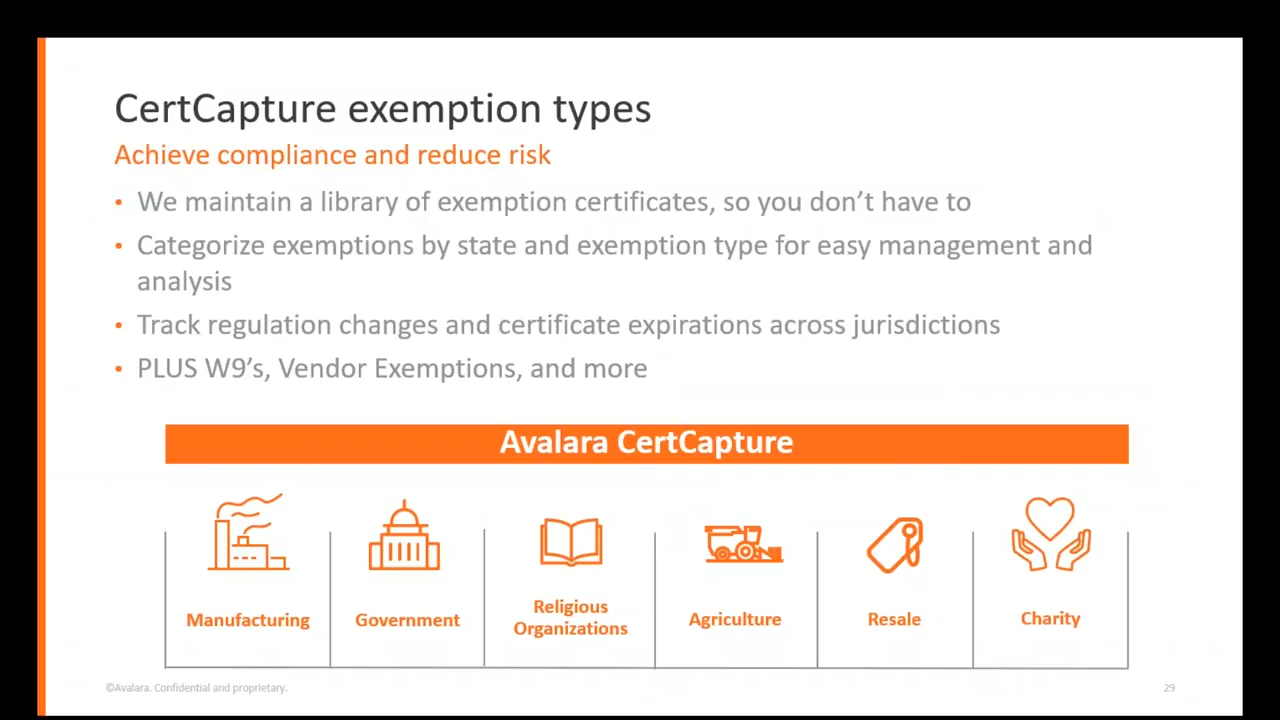 CertCapture exemption types
Achieve compliance and reduce risk
• We maintain a library of exemption certificates, so you don’t have to
• Categorize exemptions by state and exemption type for easy management and
analysis
• Track regulation changes and certificate expirations across jurisdictions
• PLUS W9’s, Vendor Exemptions, and more
Avalara CertCapture
Manufacturing
Government
Religious
Organizations
Agriculture
Resale
Charity
©Avalara. Confidential and proprietary.
29